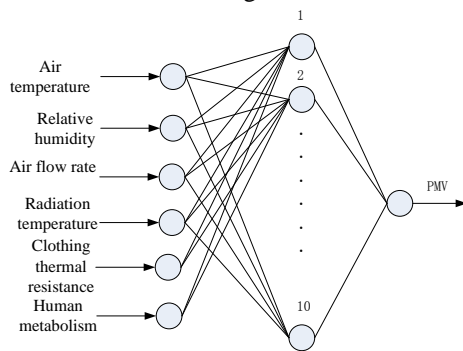 1
Air
temperature
2
Relative
humidity
Air flow rate
Radiation
temperature
PMV
Clothing
thermal
resistance
Human
metabolism
10